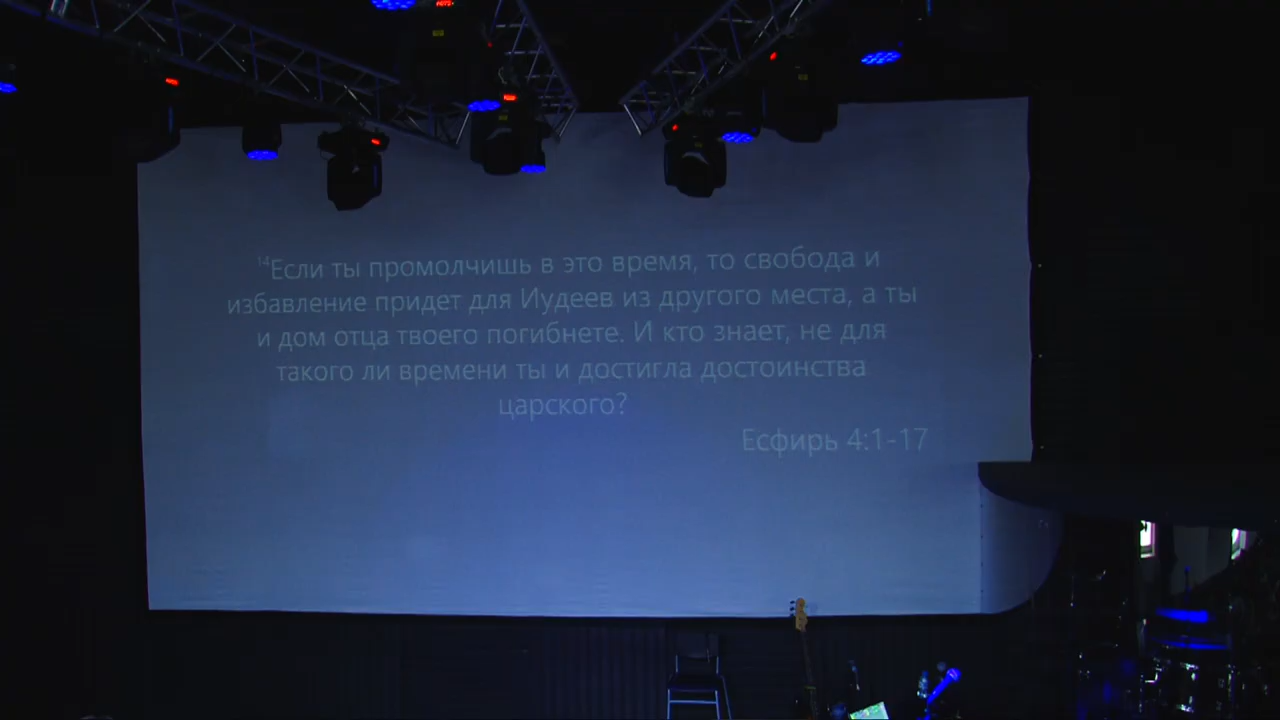 ¹⁴Если ты промолчишь в это время, то свобода и
избавление придет для Иудеев из другого места, а ты
и дом отца твоего погибнете. И кто знает, не для
такого ли времени ты и достигла достоинства
царского?
Есфирь 4:1-17